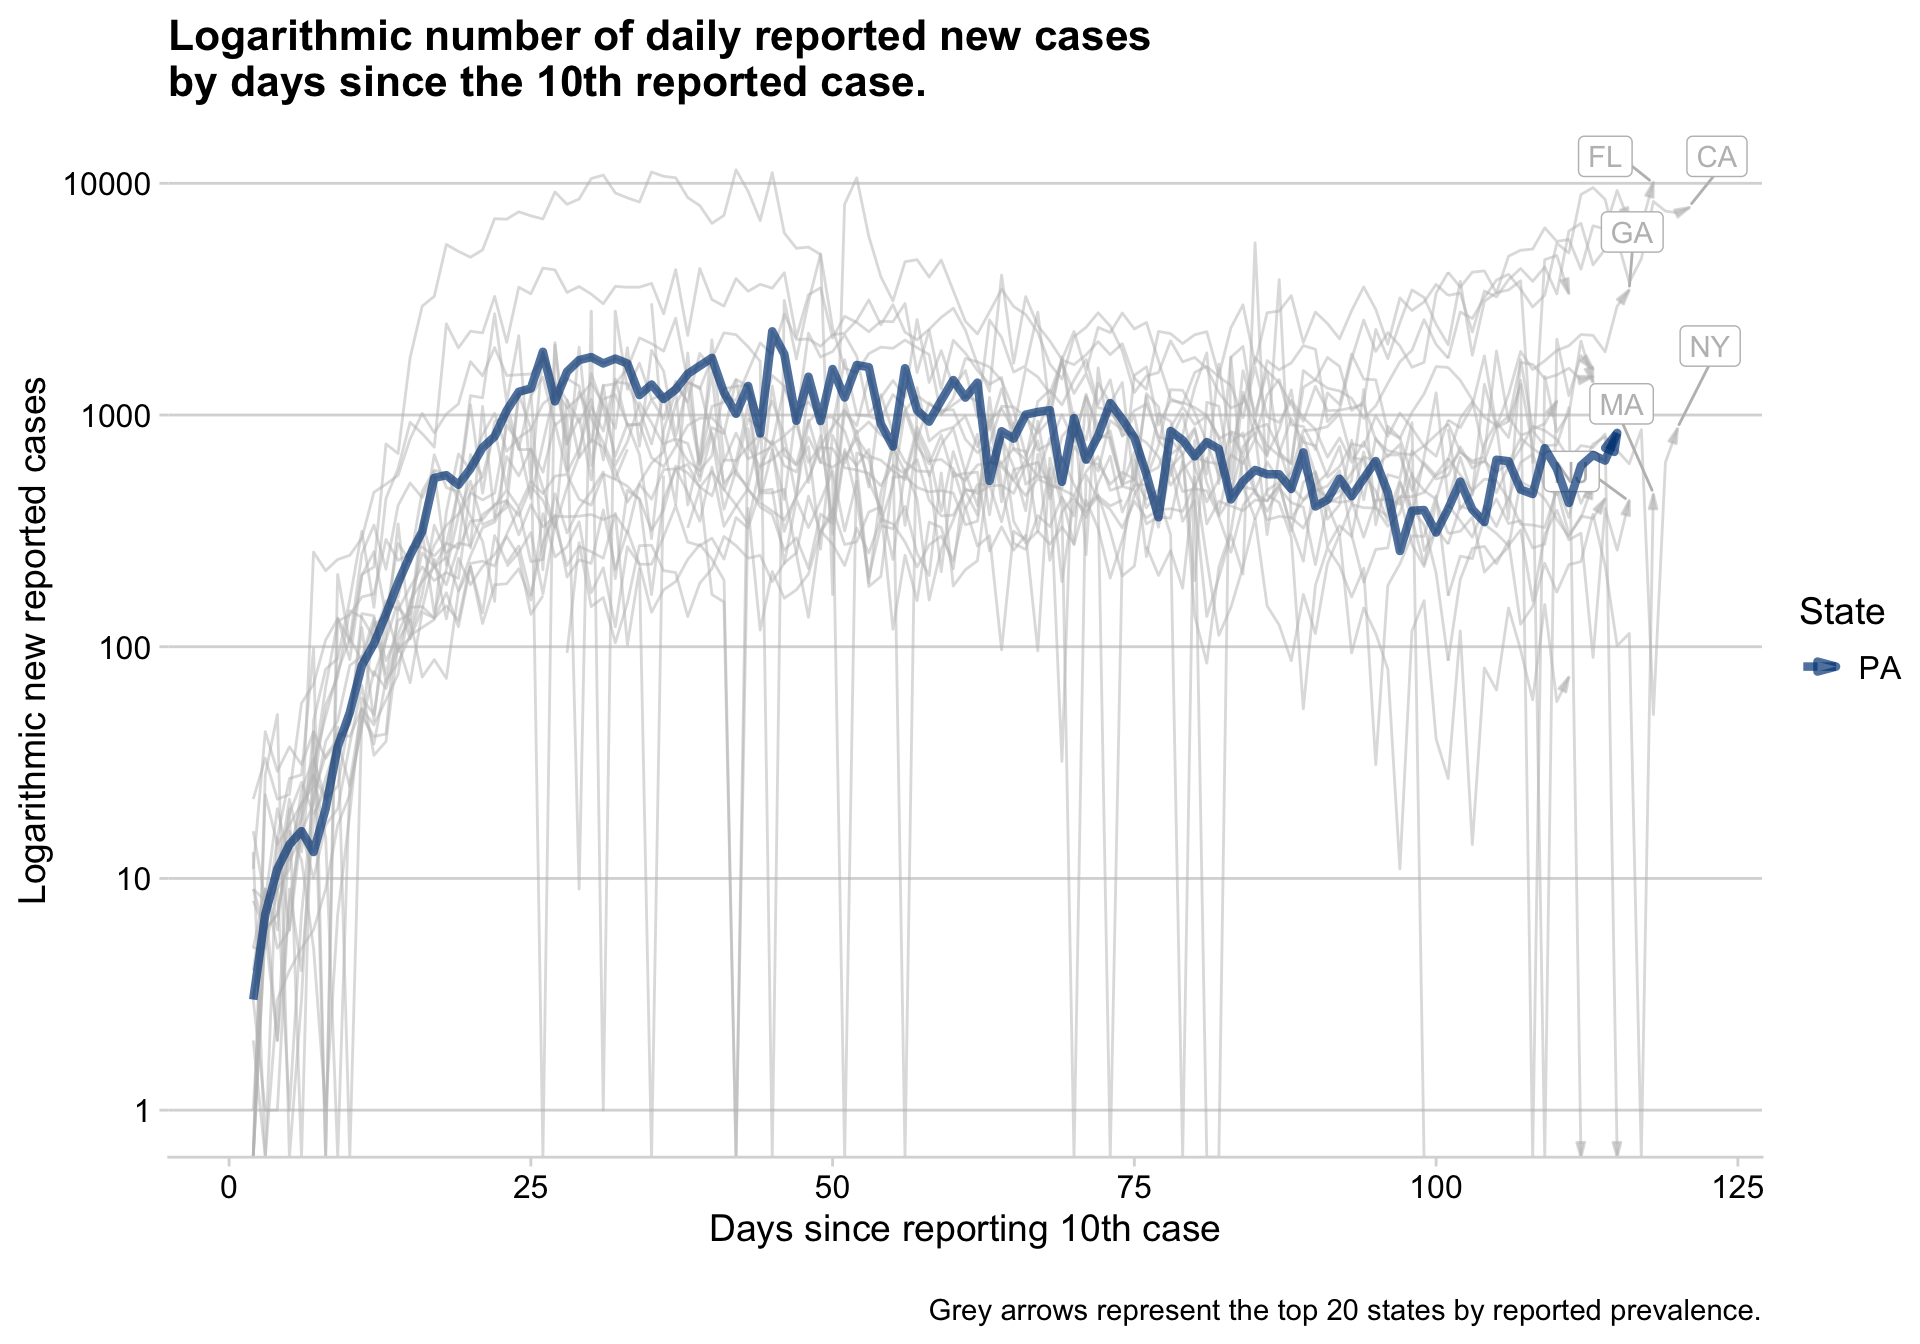 Logarithmic number of daily reported new cases
by days since the 10th reported case.
FL
CA
10000
GA
NY
1000
MA
100
10
1
Logarithmic new reported cases
State
PA
0
25
50
75
100
125
Days since reporting 10th case
Grey arrows represent the top 20 states by reported prevalence.